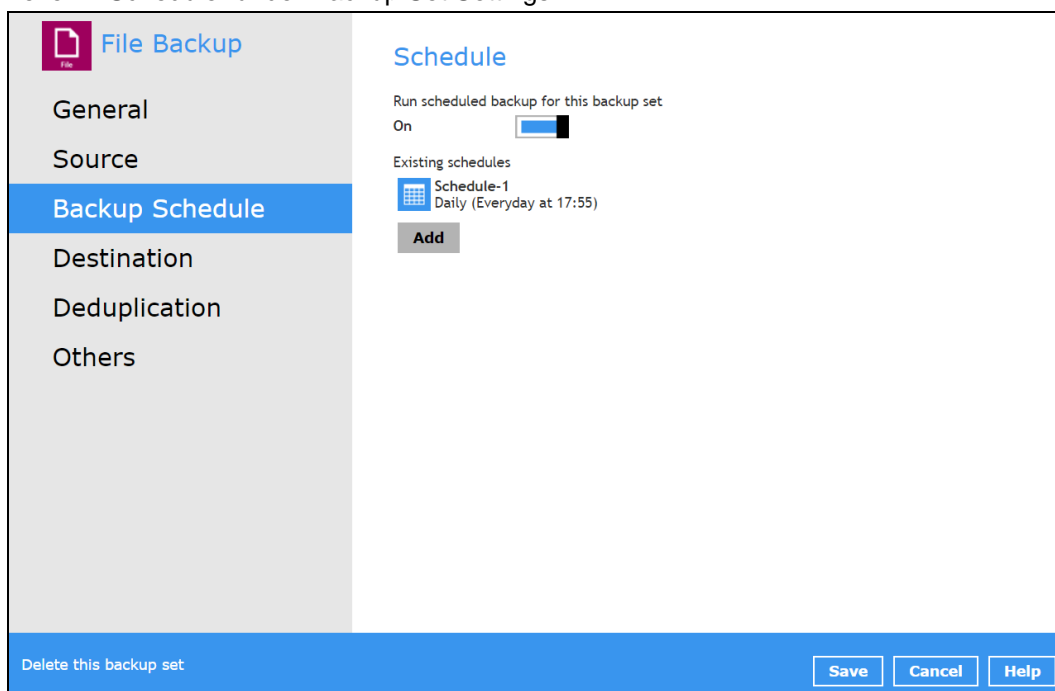 File Backup
File
General
Source
Backup Schedule
Destination
Deduplication
Others
Schedule
Run scheduled backup for this backup set
On
Existing schedules
Schedule-1
Daily (Everyday at 17:55)
Add
Delete this backup set
Save Cancel Help